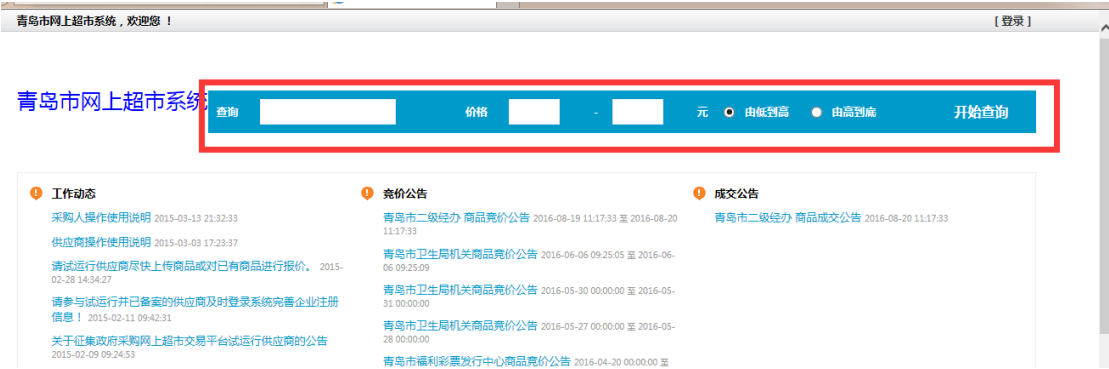 青岛市网上超市系统，欢迎您 ！ [ 登录 ]
青岛市网上超市系统 查询 价格 - 元 由低到高 由高到底 开始查询
工作动态
采购人操作使用说明 2015-03-13 21:32:33
供应商操作使用说明 2015-03-03 17:23:37
请试运行供应商尽快上传商品或对已有商品进行报价。 2015-
02-28 14:34:27
请参与试运行并已备案的供应商及时登录系统完善企业注册
信息！ 2015-02-11 09:42:31
关于征集政府采购网上超市交易平台试运行供应商的公告
2015-02-09 09:24:53
竞价公告
青岛市二级经办 商品竞价公告 2016-08-19 11:17:33 至 2016-08-20
11:17:33
青岛市卫生局机关商品竞价公告 2016-06-06 09:25:05 至 2016-06-
06 09:25:09
青岛市卫生局机关商品竞价公告 2016-05-30 00:00:00 至 2016-05-
31 00:00:00
青岛市卫生局机关商品竞价公告 2016-05-27 00:00:00 至 2016-05-
28 00:00:00
青岛市福利彩票发行中心商品竞价公告 2016-04-20 00:00:00 至
成交公告
青岛市二级经办 商品成交公告 2016-08-20 11:17:33